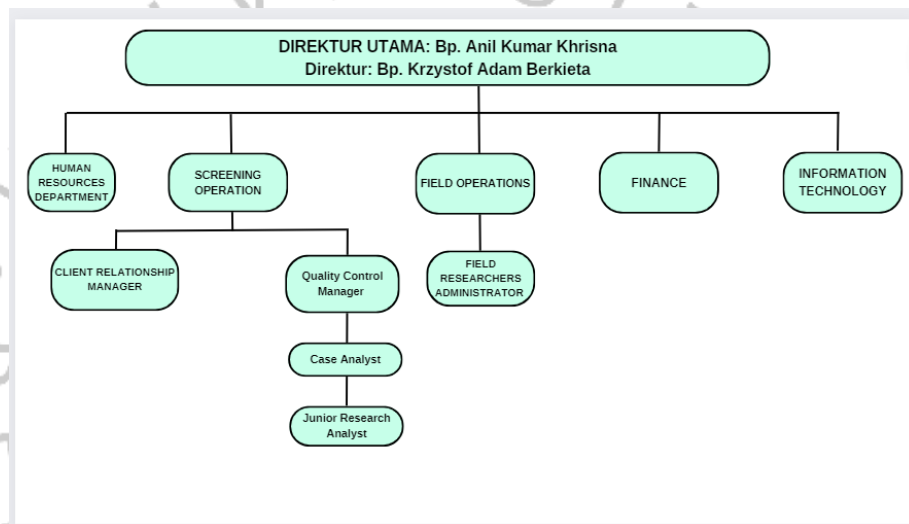 DIREKTUR UTAMA: Bp. Anil Kumar Khrisna
Direktur: Bp. Krzystof Adam Berkieta
HUMAN
RESOURCES
DEPARTMENT
SCREENING
OPERATION
FIELD OPERATIONS
FINANCE
INFORMATION
TECHNOLOGY
CLIENT RELATIONSHIP
MANAGER
Quality Control
Manager
FIELD
RESEARCHERS
ADMINISTRATOR
Case Analyst
Junior Research
Analyst